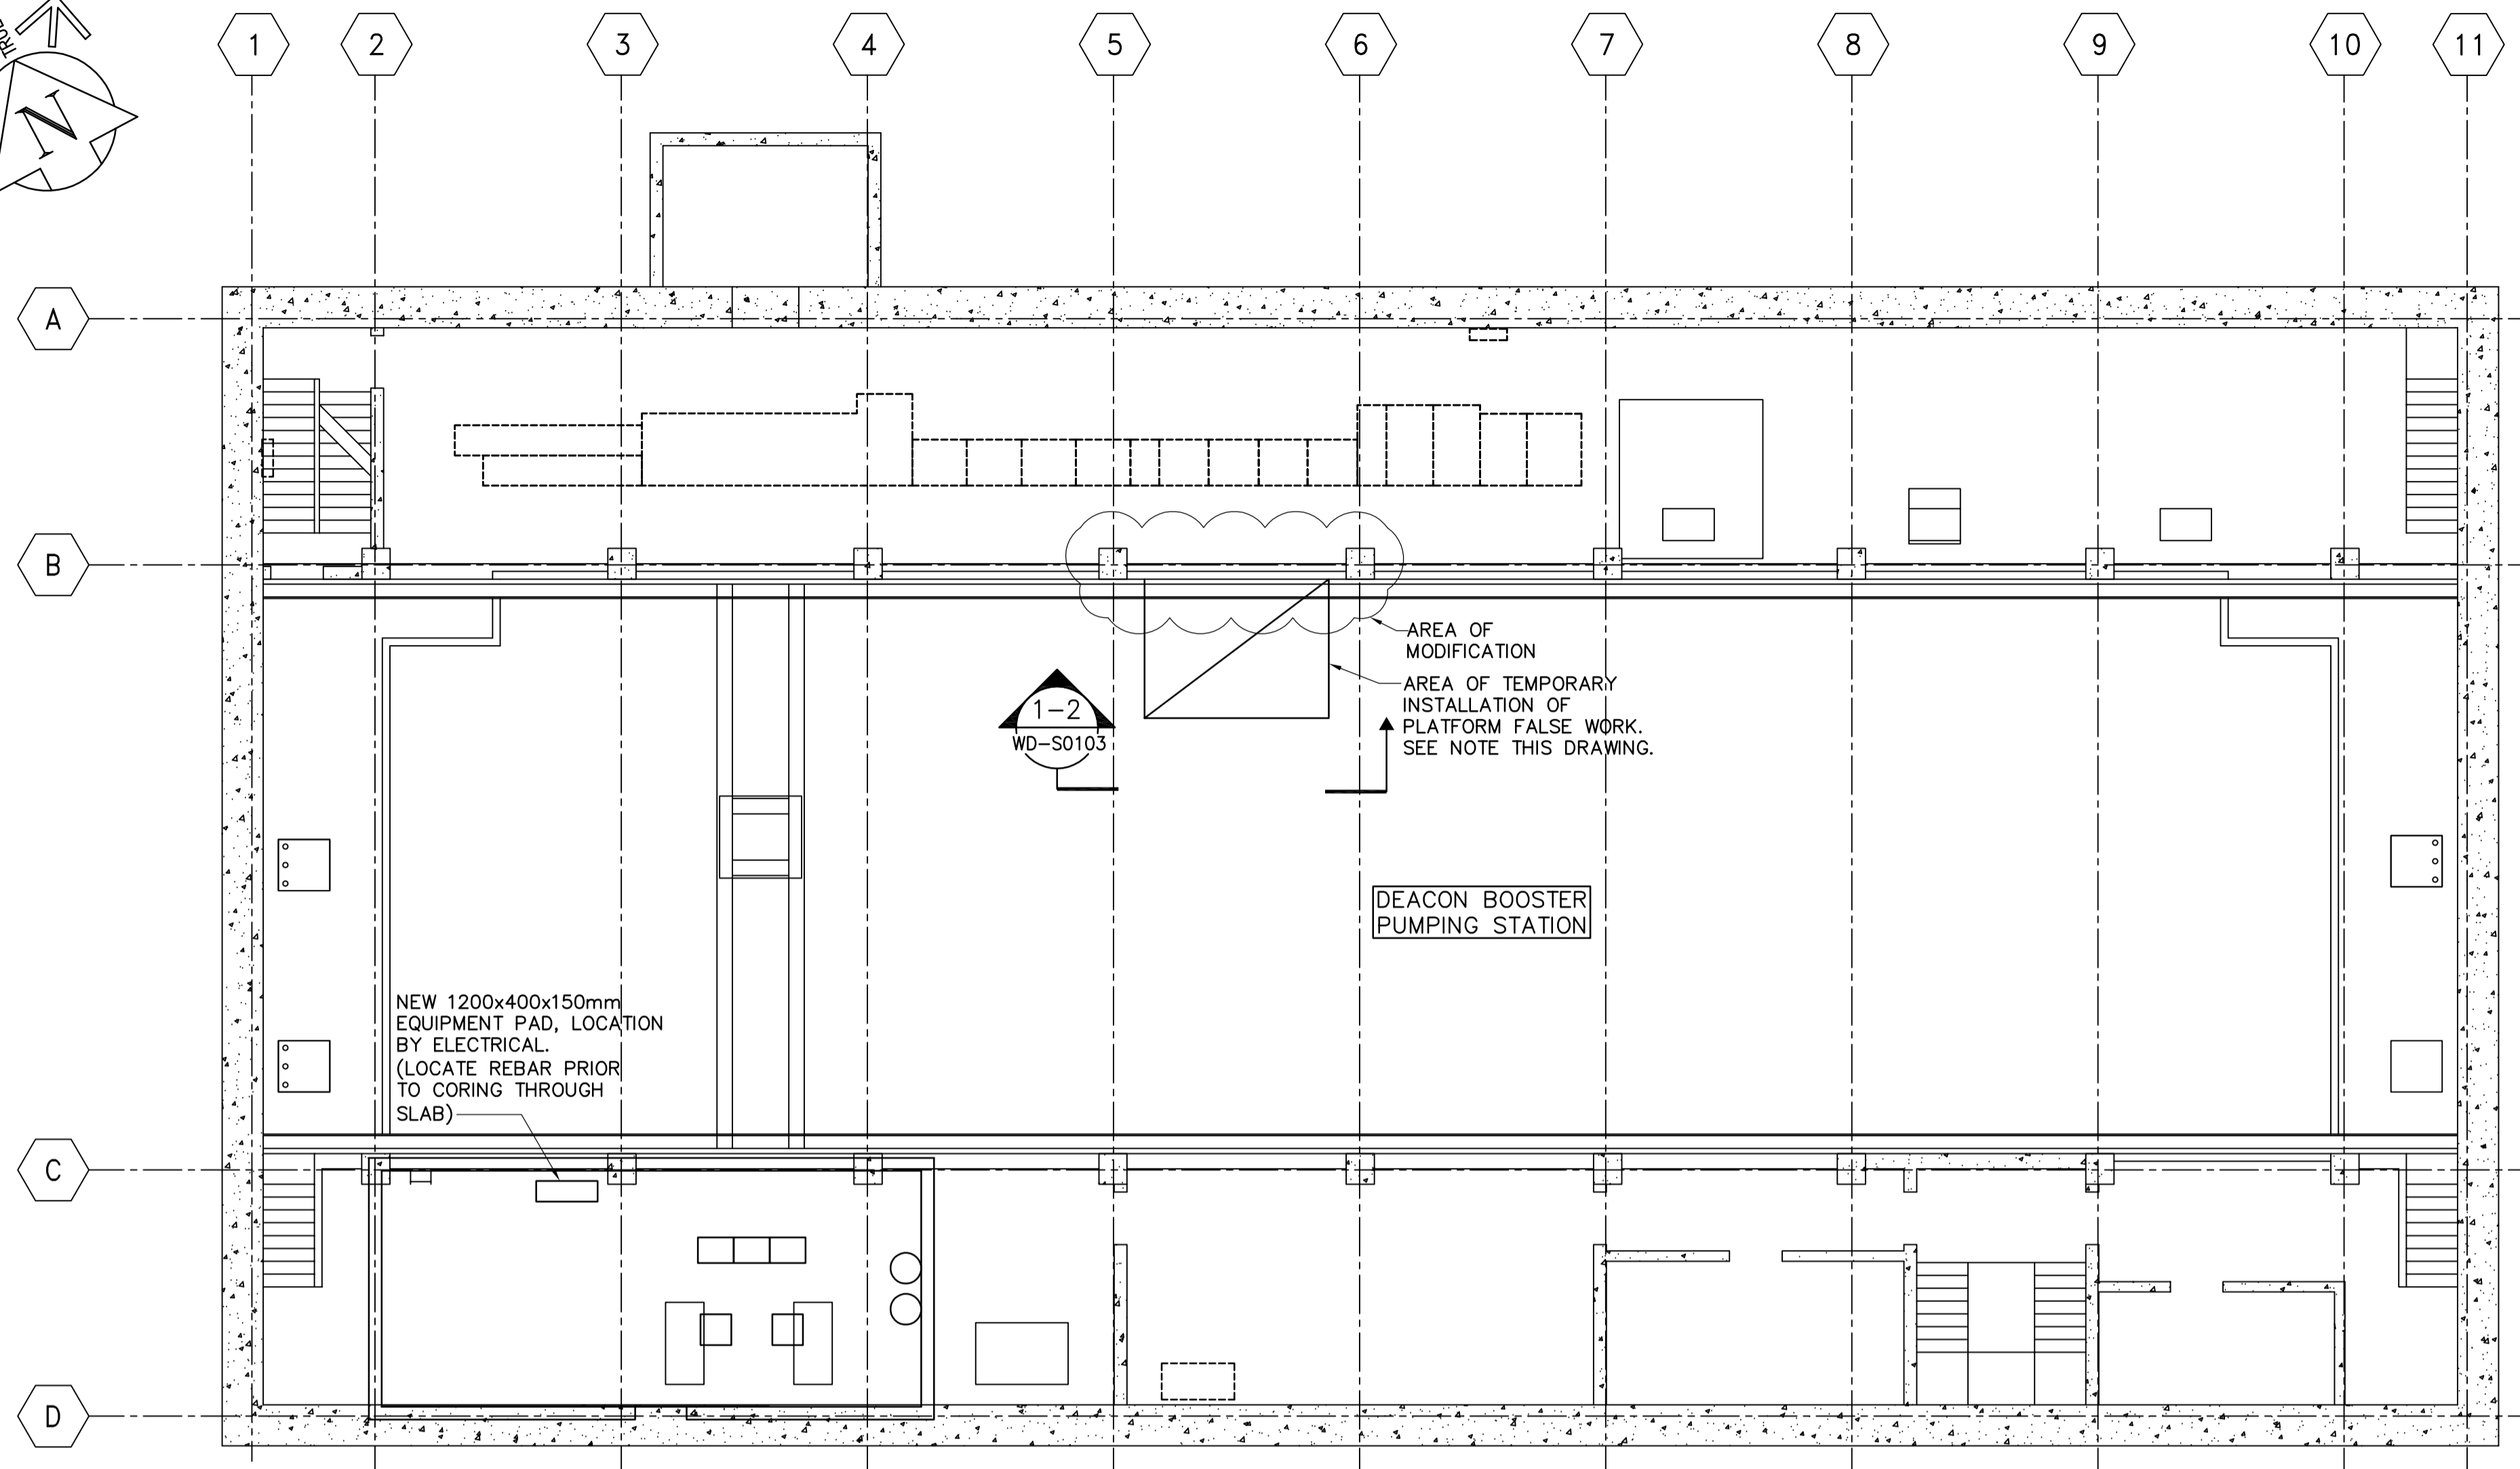 TRUE
N
1
2
3
4
5
6
7
8
9
10
11
A
B
AREA OF
MODIFICATION
AREA OF TEMPORARY
INSTALLATION OF
PLATFORM FALSE WORK.
SEE NOTE THIS DRAWING.
1-2
WD-S0103
DEACON BOOSTER
PUMPING STATION
NEW 1200x400x150mm
EQUIPMENT PAD, LOCATION
BY ELECTRICAL.
(LOCATE REBAR PRIOR
TO CORING THROUGH
SLAB)
C
D